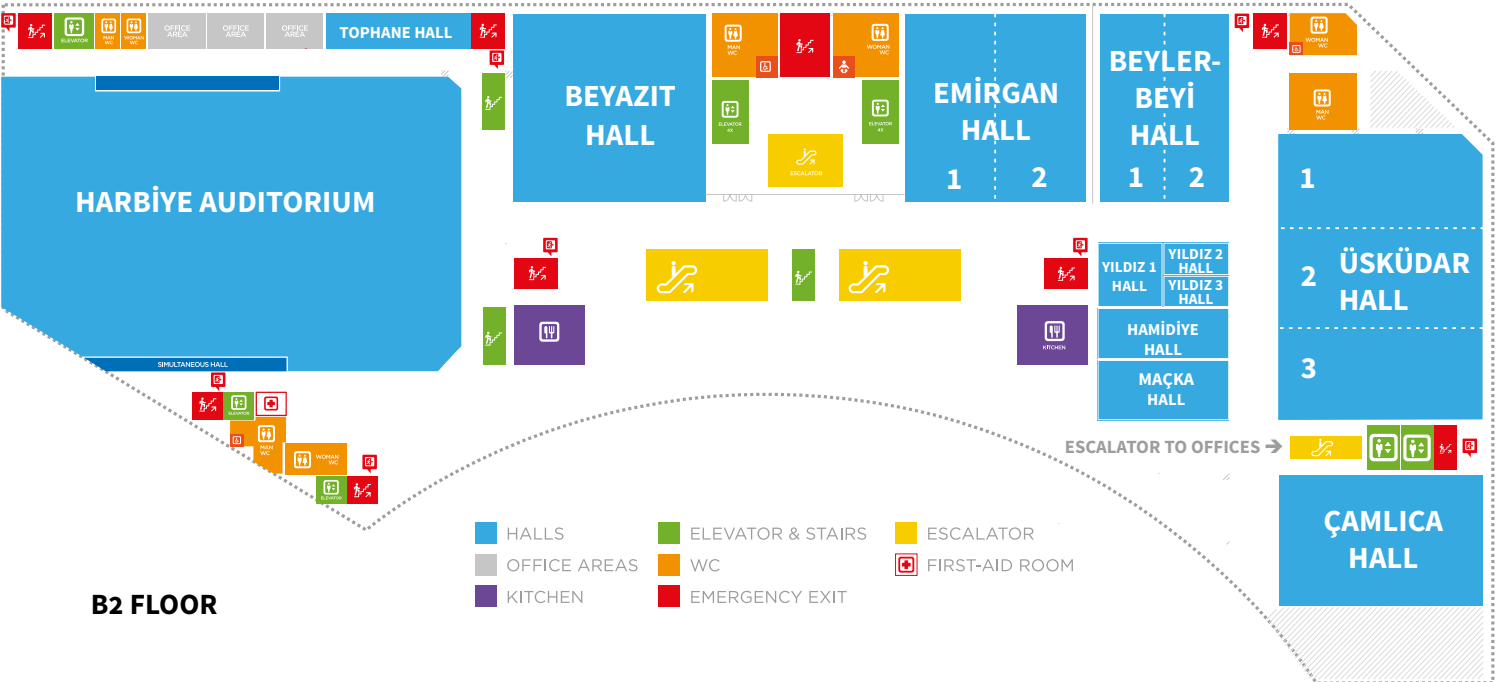 ELEVATOR
MAN
WC
WOMAN
WC
OFFICE
AREA
OFFICE
AREA
OFFICE
AREA
TOPHANE HALL
HARBİYE AUDITORIUM
SIMULTANEOUS HALL
ELEVATOR
MAN
WC
WOMAN
WC
ELEVATOR
BEYAZIT
HALL
MAN
WC
WOMAN
WC
ELEVATOR
4X
ELEVATOR
4X
ESCALATOR
EMİRGAN
HALL
1
2
BEYLER-
BEYİ
HALL
1
2
WOMAN
WC
MAN
WC
KITCHEN
YILDIZ 1
HALL
YILDIZ 2
HALL
YILDIZ 3
HALL
HAMİDİYE
HALL
MAÇKA
HALL
1
2
ÜSKÜDAR
HALL
3
ESCALATOR TO OFFICES →
ÇAMLICA
HALL
HALLS
OFFICE AREAS
KITCHEN
ELEVATOR & STAIRS
WC
EMERGENCY EXIT
ESCALATOR
FIRST-AID ROOM
B2 FLOOR